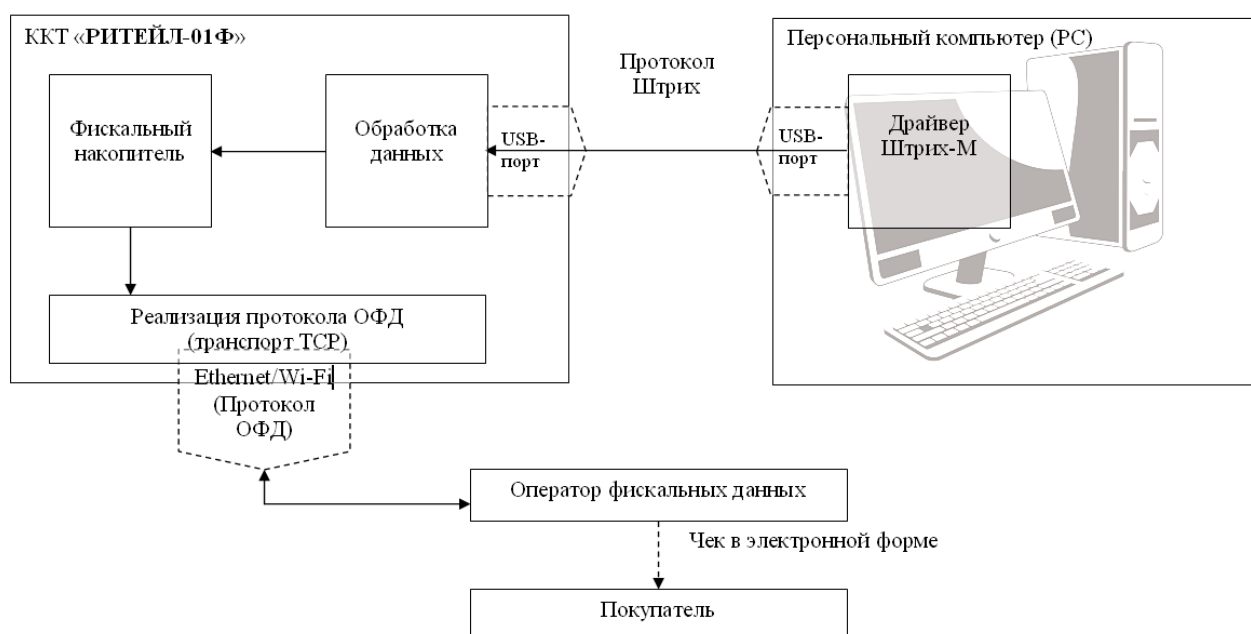 ККТ «РИТЕЙЛ-01Ф»
Персональный компьютер (PC)
Протокол
Штрих
Фискальный
накопитель
Обработка
данных
USB-
порт
USB-
порт
Драйвер
Штрих-М
Реализация протокола ОФД
(транспорт TCP)
Ethernet/Wi-Fi
(Протокол
ОФД)
Оператор фискальных данных
Чек в электронной форме
Покупатель